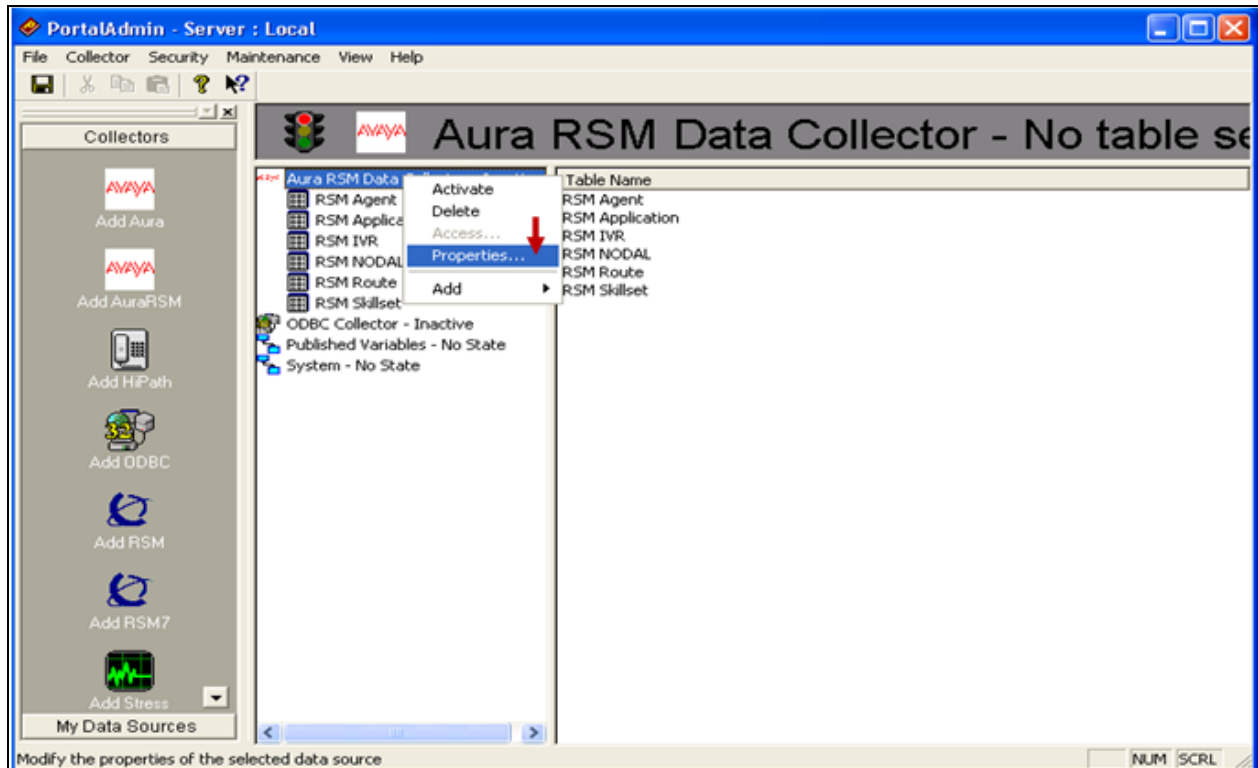 PortalAdmin - Server : Local
File Collector Security Maintenance View Help
Collectors
AVAYA
Add Aura
AVAYA
Add AuraRSM
Add HiPath
32
Add ODBC
Add RSM
Add RSM7
Add Stress
My Data Sources
AVAYA Aura RSM Data Collector - No table se
Aura RSM Data
RSM Agent
RSM Applica
RSM IVR
RSM NODAL
RSM Route
RSM Skillset
ODBC Collector - Inactive
Published Variables - No State
System - No State
Activate
Delete
Access...
Properties...
Add
Table Name
RSM Agent
RSM Application
RSM IVR
RSM NODAL
RSM Route
RSM Skillset
Modify the properties of the selected data source
NUM SCRL